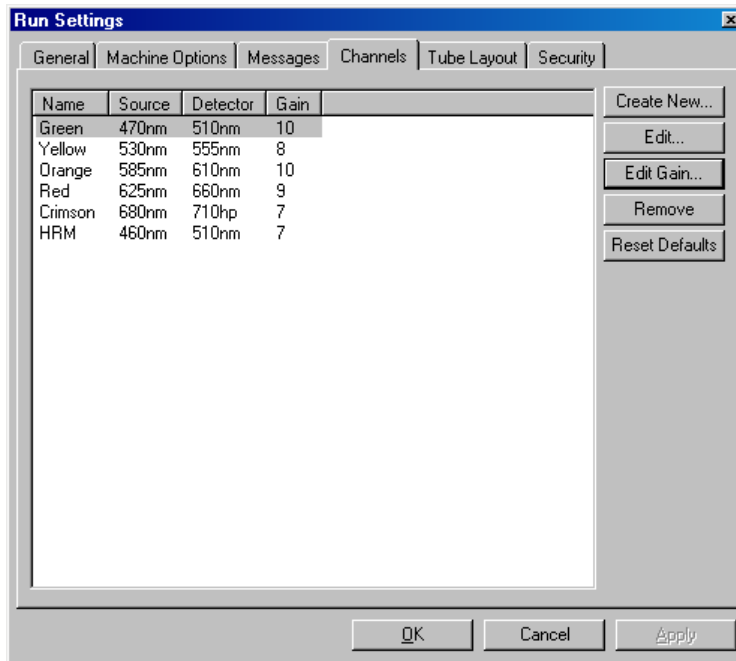 Run Settings
General Machine Options Messages Channels Tube Layout Security
Name Source Detector Gain
Green 470nm 510nm 10
Yellow 530nm 555nm 8
Orange 585nm 610nm 10
Red 625nm 660nm 9
Crimson 680nm 710hp 7
HRM 460nm 510nm 7
Create New...
Edit...
Edit Gain...
Remove
Reset Defaults
OK Cancel Apply